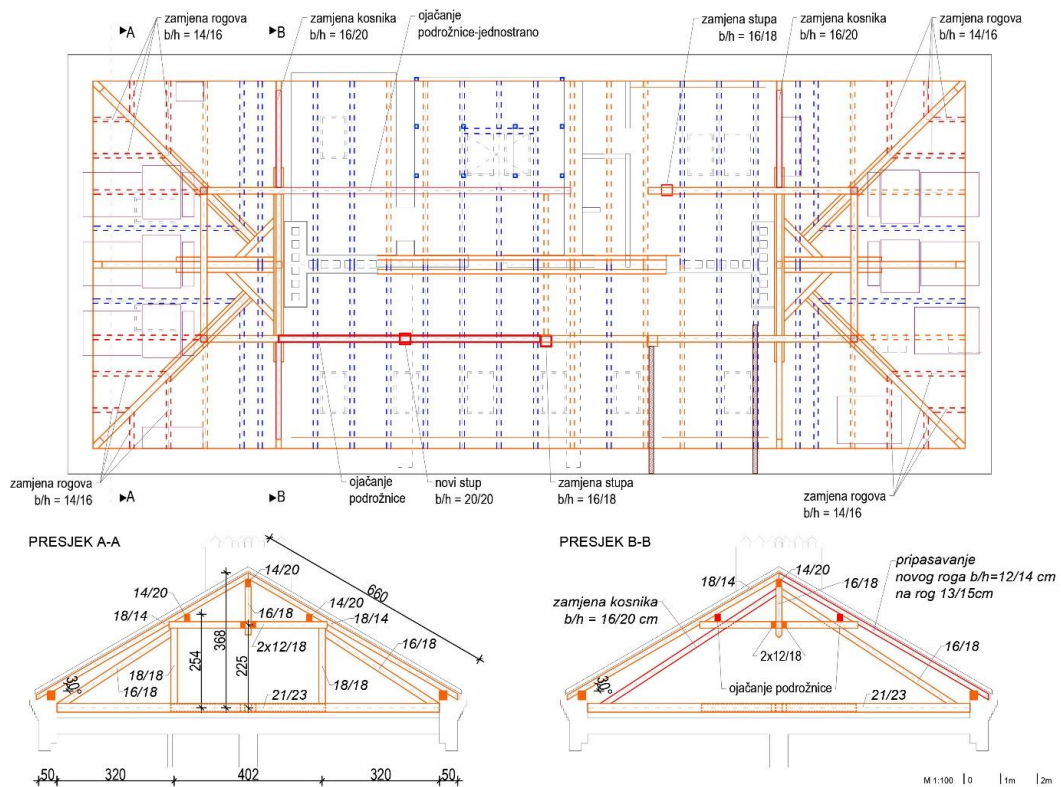 zamjena rogova
b/h = 14/16
A
B
zamjena kosnika
b/h = 16/20
ojačanje
podrožnice-jednostrano
zamjena stupa
b/h = 16/18
zamjena kosnika
b/h = 16/20
zamjena rogova
b/h = 14/16
zamjena rogova
b/h = 14/16
A
B
ojačanje
podrožnice
novi stup
b/h = 20/20
zamjena stupa
b/h = 16/18
zamjena rogova
b/h = 14/16
PRESJEK A-A
14/20
14/20
18/14
14/20
18/14
16/18
660
368
254
225
2x12/18
16/18
18/18
16/18
18/18
30°
21/23
50
320
402
320
50
PRESJEK B-B
14/20
18/14
16/18
pripasavanje
novog roga b/h=12/14 cm
na rog 13/15cm
zamjena kosnika
b/h = 16/20 cm
2x12/18
16/18
ojačanje podrožnice
30°
21/23
M 1:100 0 1m 2m